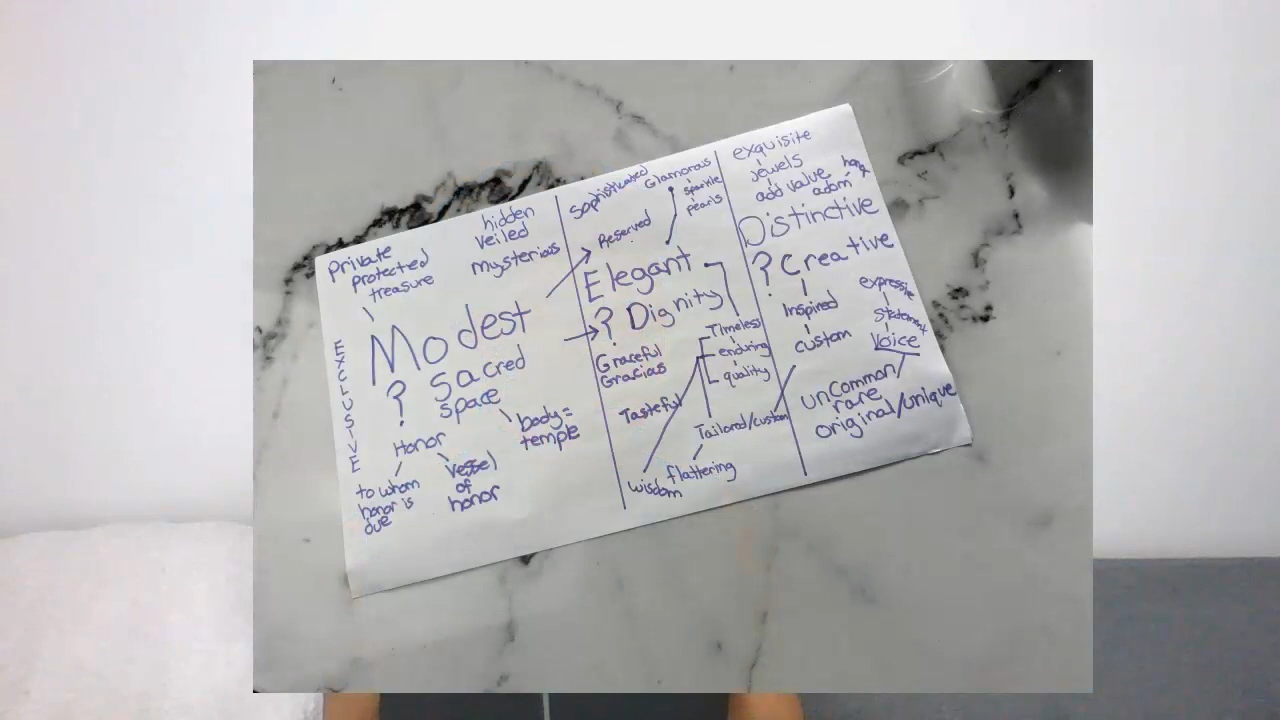 private
protected
treasure
hidden
veiled
mysterious
EXCLUSIVE
Modest
? Sacred
space
body =
temple
Honor
to whom
honor is
due
vessel
of
honor
Sophisticated
Glamorous
sparkle
pearls
Reserved
Elegant
? Dignity
Graceful
Gracious
Timeless
enduring
quality
Tasteful
Tailored/custom
flattering
wisdom
exquisite
jewels
add value
adorn
Distinctive
? Creative
Inspired
custom
expressive
statement
Voice
uncommon/
rare
original/unique